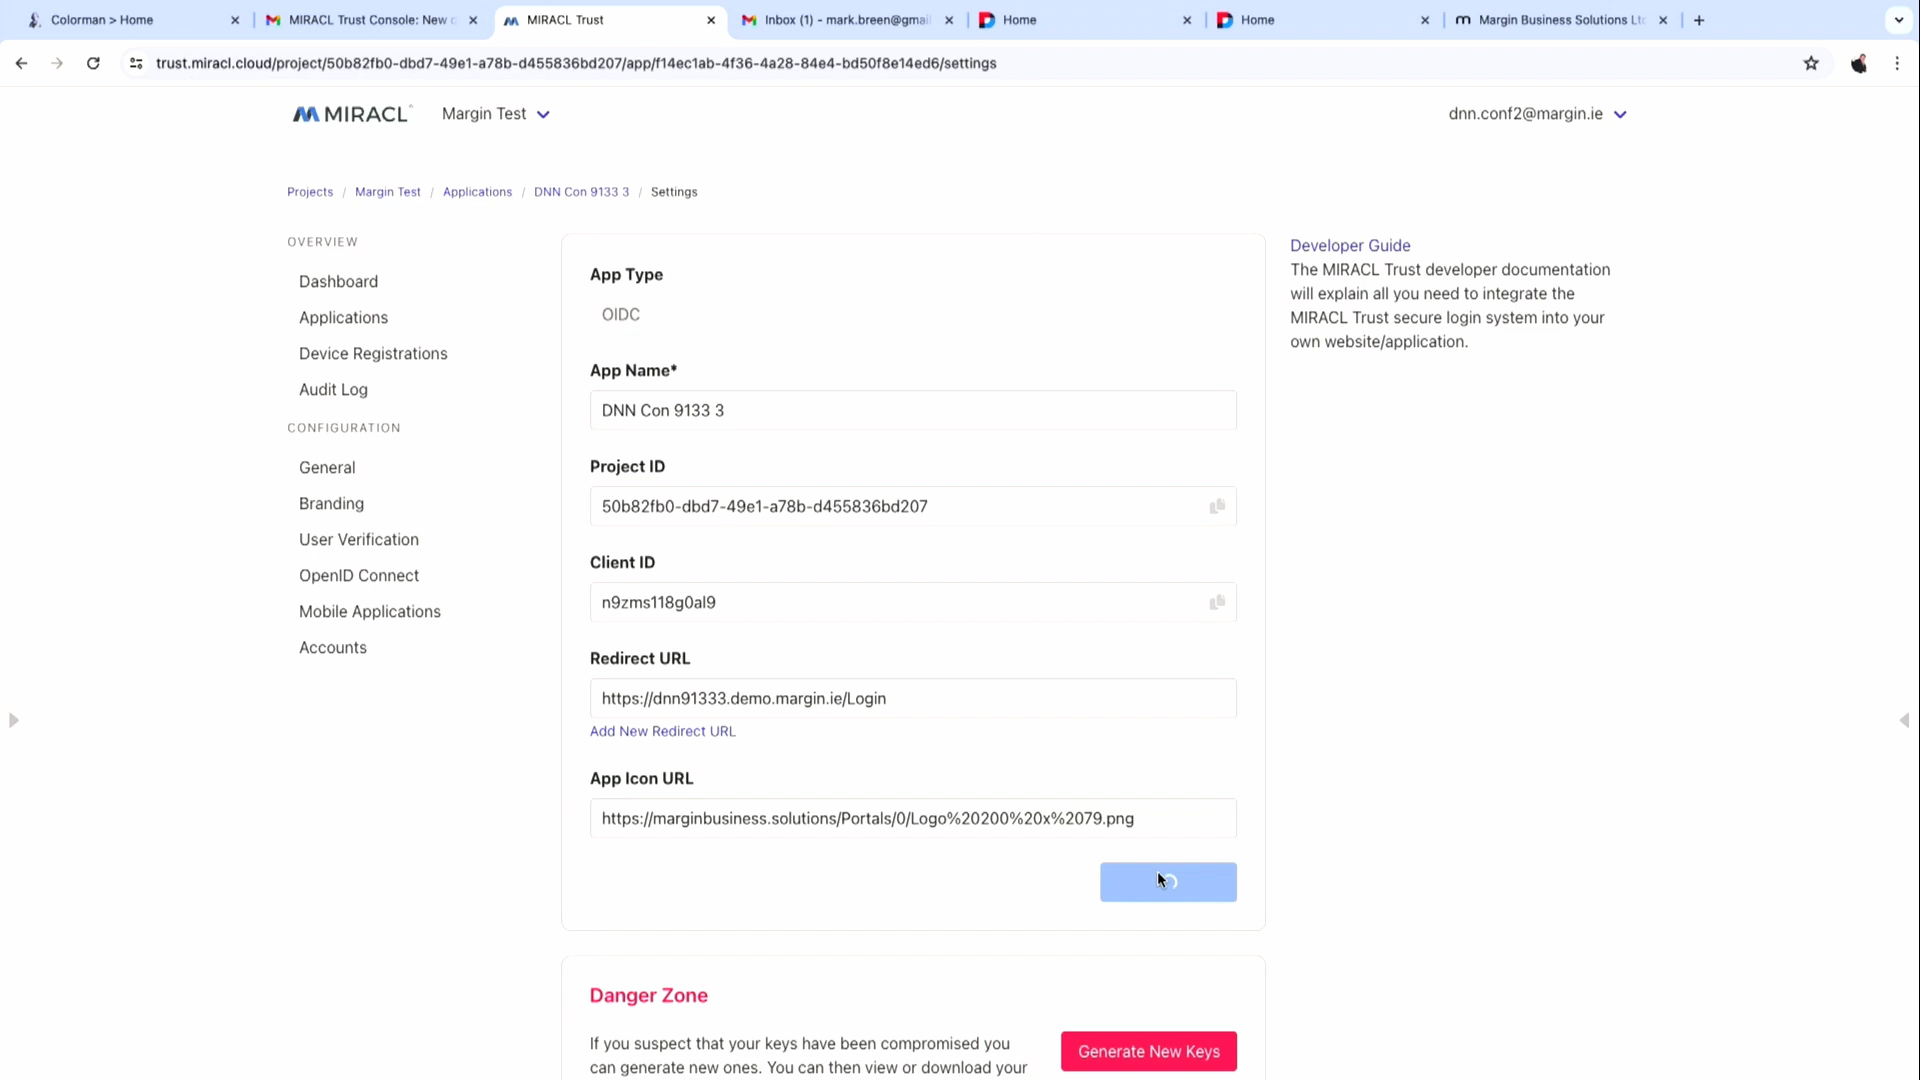 Colorman > Home
MIRACL Trust Console: New
MIRACL Trust
Inbox (1) - mark.breen@gmai
Home
Home
Margin Business Solutions Lt
trust.miracl.cloud/project/50b82fb0-dbd7-49e1-a78b-d455836bd207/app/f14ec1ab-4f36-4a28-84e4-bd50f8e14ed6/settings
MIRACL
Margin Test
dnn.conf2@margin.ie
Projects / Margin Test / Applications / DNN Con 9133 3 / Settings
OVERVIEW
Dashboard
Applications
Device Registrations
Audit Log
CONFIGURATION
General
Branding
User Verification
OpenID Connect
Mobile Applications
Accounts
App Type
OIDC
App Name*
DNN Con 9133 3
Project ID
50b82fb0-dbd7-49e1-a78b-d455836bd207
Client ID
n9zms118g0al9
Redirect URL
https://dnn91333.demo.margin.ie/Login
Add New Redirect URL
App Icon URL
https://marginbusiness.solutions/Portals/0/Logo%20200%20x%2079.png
Danger Zone
If you suspect that your keys have been compromised you
can generate new ones. You can then view or download your
Generate New Keys
Developer Guide
The MIRACL Trust developer documentation
will explain all you need to integrate the
MIRACL Trust secure login system into your
own website/application.